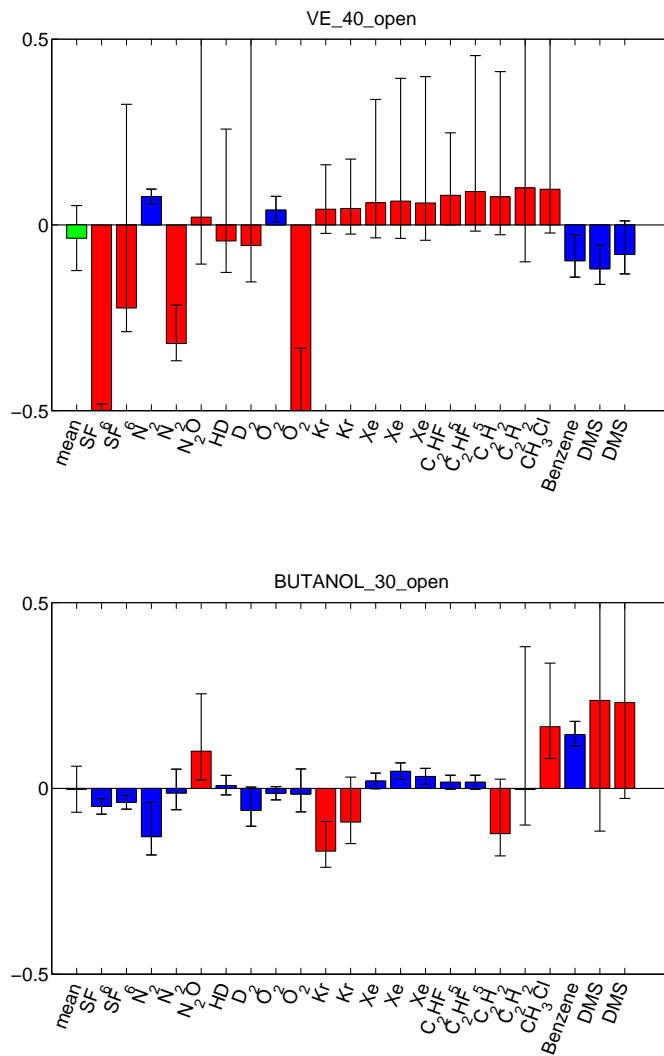 VE_40_open
0.5
0
−0.5
mean
SF6
SF6
N2
N2
N2O
HD
D2
O2
O2
Kr
Kr
Xe
Xe
Xe
C2HF5
C2HF5
C2H2
C2H2
CH3Cl
Benzene
DMS
DMS
BUTANOL_30_open
0.5
0
−0.5
mean
SF6
SF6
N2
N2
N2O
HD
D2
O2
O2
Kr
Kr
Xe
Xe
Xe
C2HF5
C2HF5
C2H2
C2H2
CH3Cl
Benzene
DMS
DMS